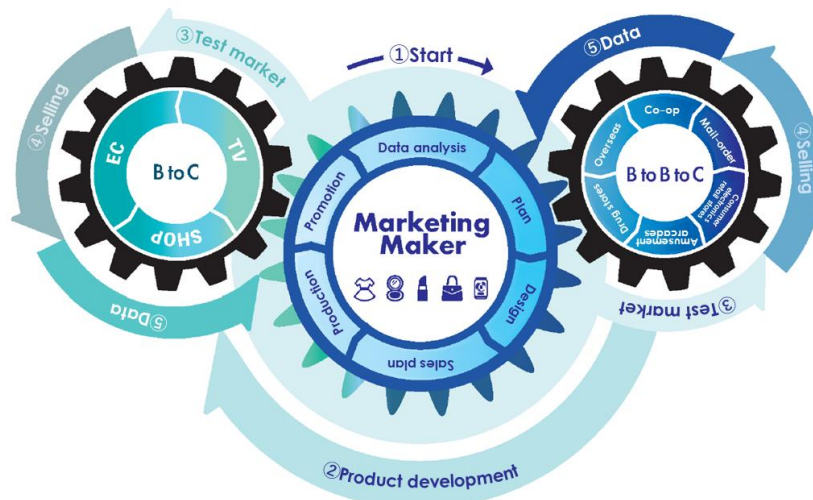 ①Start
②Product development
③Test market
④Selling
⑤Data
EC
TV
SHOP
B to C
Data analysis
Plan
Design
Sales plan
Production
Promotion
Marketing
Maker
⑤Data
④Selling
③Test market
Co-op
Mail-order
Consumer
electronics
retail stores
Amusement
arcades
Drug stores
Overseas
B to B to C